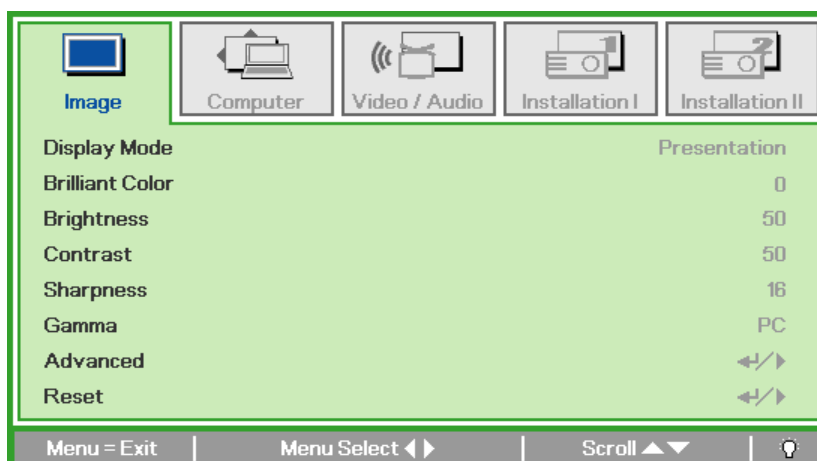 Image Computer Video / Audio Installation I Installation II
Display Mode Presentation
Brilliant Color 0
Brightness 50
Contrast 50
Sharpness 16
Gamma PC
Advanced ↵/▶
Reset ↵/▶
Menu = Exit Menu Select ◀▶ Scroll ▲▼